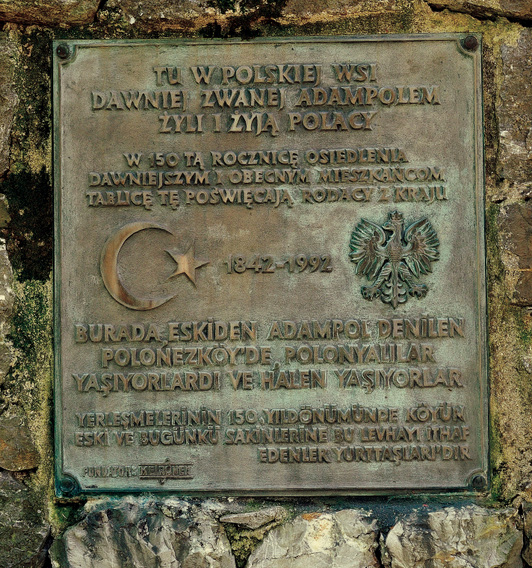 TU W POLSKIEJ WSI
DAWNIEJ ZWANEJ ADAMPOLEM
ŻYLI I ŻYJĄ POLACY
W 150 TĄ ROCZNICĘ OSIEDLENIA
DAWNIEJSZYM I OBECNYM MIESZKAŃCOM
TABLICĘ TĘ POŚWIĘCAJĄ RODACY Z KRAJU
1842-1992
BURADA ESKİDEN ADAMPOL DENİLEN
POLONEZKÖY'DE POLONYALILAR
YAŞIYORLARDI VE HALEN YAŞIYORLAR
YERLEŞMELERİNİN 150. YILDÖNÜMÜNDE KÖYÜN
ESKİ VE BUGÜNKÜ SAKİNLERİNE BU LEVHAYI İTHAF
EDENLER YURTTAŞLARIDIR
FUNDATOR: